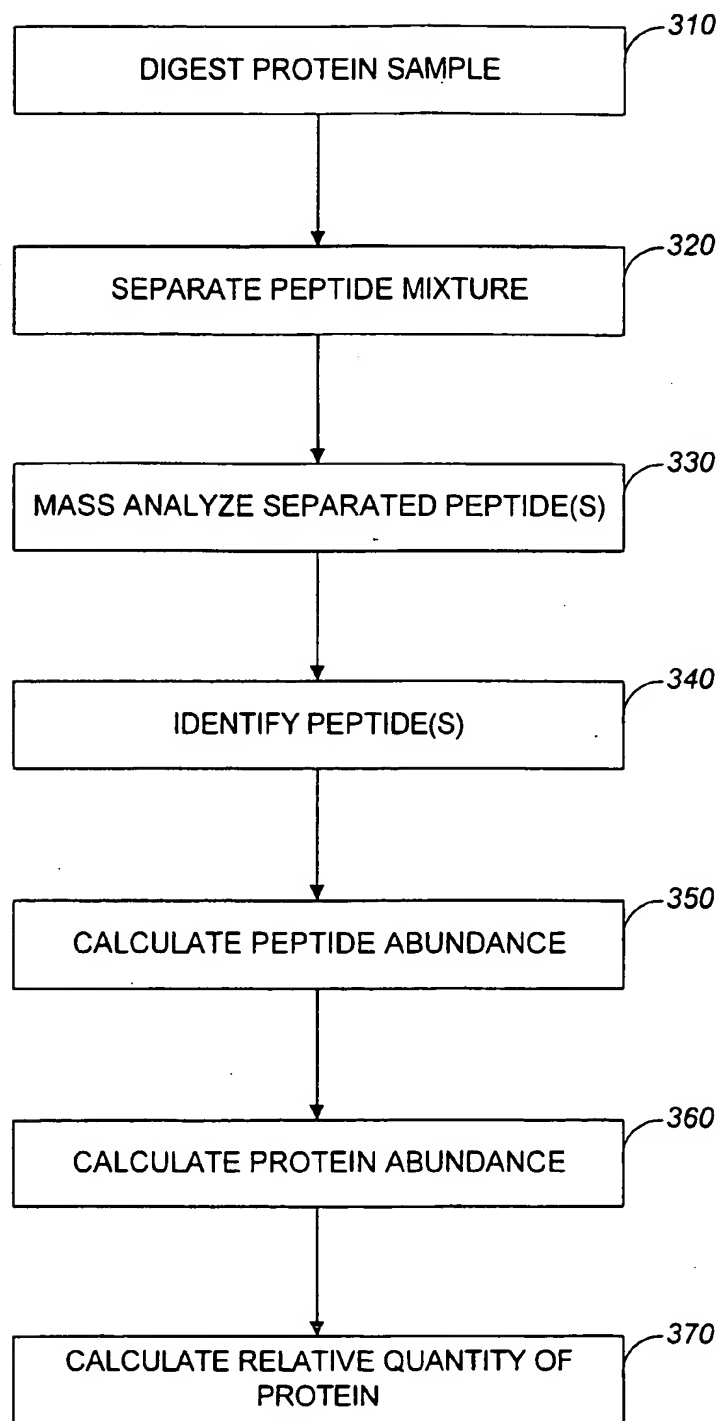 310
DIGEST PROTEIN SAMPLE
320
SEPARATE PEPTIDE MIXTURE
330
MASS ANALYZE SEPARATED PEPTIDE(S)
340
IDENTIFY PEPTIDE(S)
350
CALCULATE PEPTIDE ABUNDANCE
360
CALCULATE PROTEIN ABUNDANCE
370
CALCULATE RELATIVE QUANTITY OF
PROTEIN